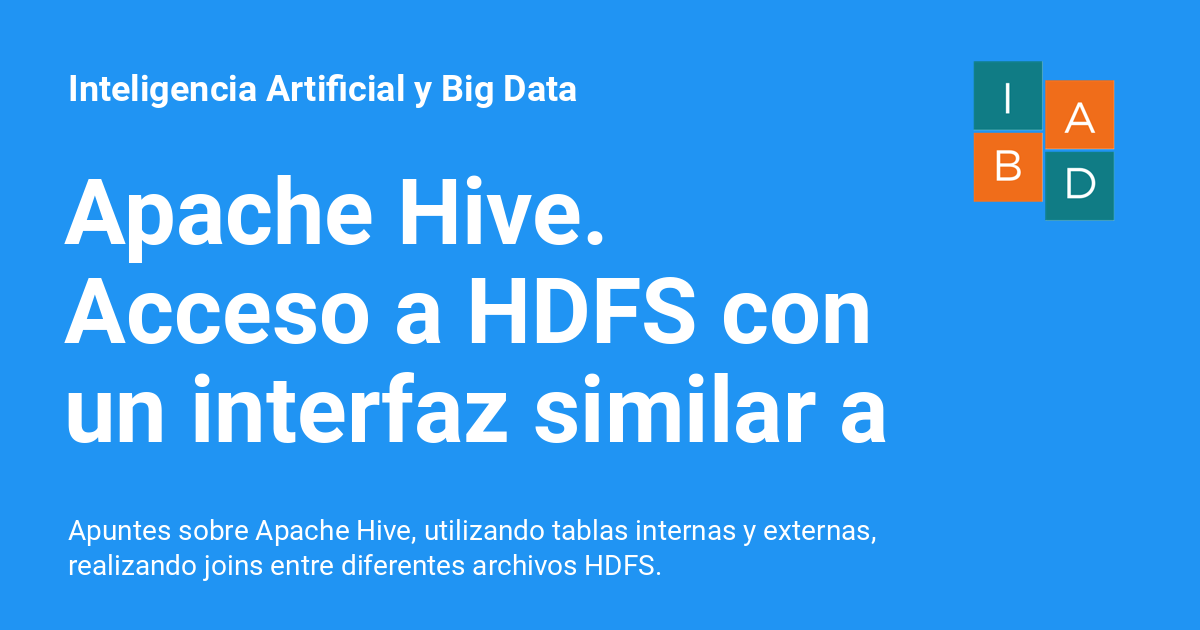 Inteligencia Artificial y Big Data
I A
B D
Apache Hive.
Acceso a HDFS con
un interfaz similar a
Apuntes sobre Apache Hive, utilizando tablas internas y externas,
realizando joins entre diferentes archivos HDFS.